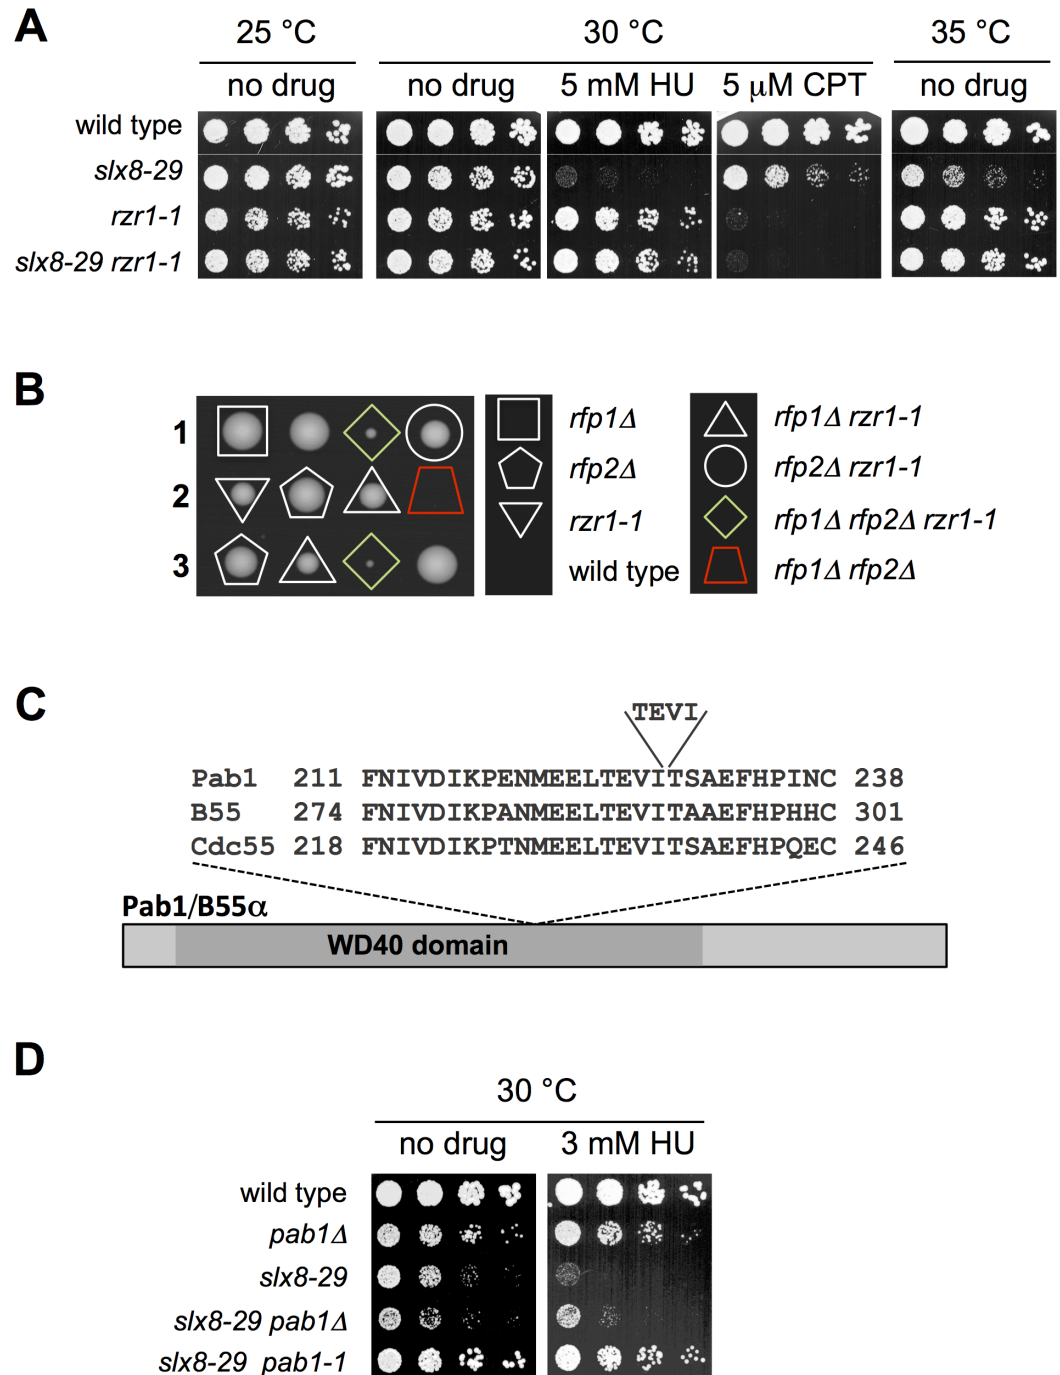 A
25 °C 30 °C 35 °C
no drug no drug 5 mM HU 5 μM CPT no drug
wild type
slx8-29
rzr1-1
slx8-29 rzr1-1
B
1
2
3
rfp1Δ
rfp2Δ
rzr1-1
wild type
rfp1Δ rzr1-1
rfp2Δ rzr1-1
rfp1Δ rfp2Δ rzr1-1
rfp1Δ rfp2Δ
C
TEVI
Pab1 211 FNIVDIKPENMEELTEVITSAEFHPINC 238
B55 274 FNIVDIKPANMEELTEVITAAEFHPHHC 301
Cdc55 218 FNIVDIKPTNMEELTEVITSAEFHPQEC 246
Pab1/B55α
WD40 domain
D
30 °C
no drug 3 mM HU
wild type
pab1Δ
slx8-29
slx8-29 pab1Δ
slx8-29 pab1-1